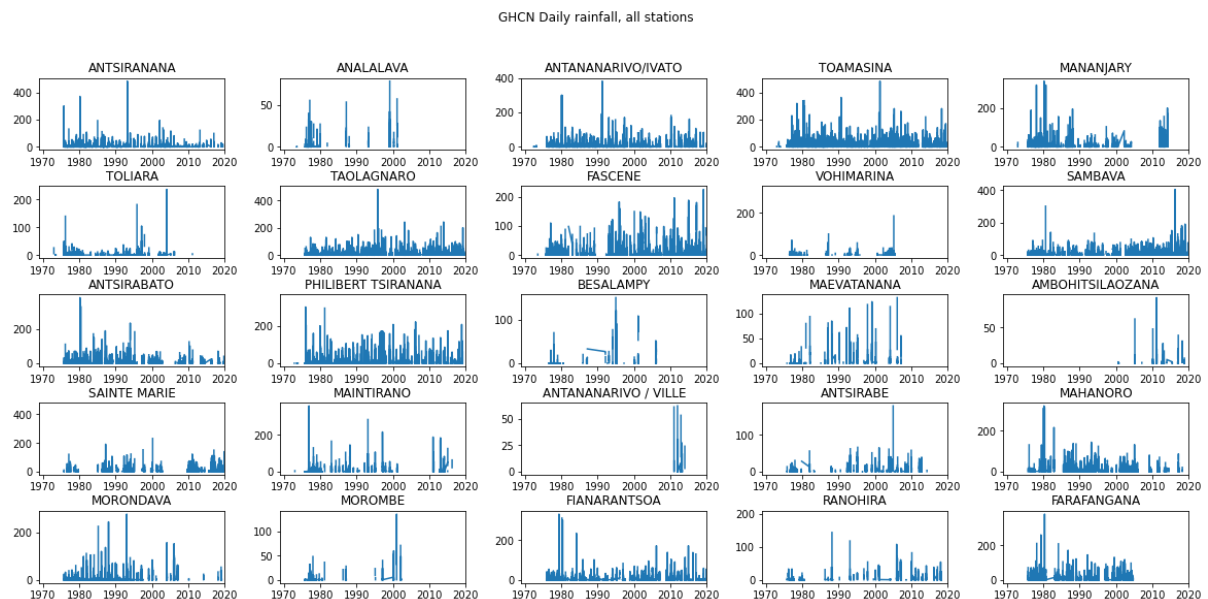 GHCN Daily rainfall, all stations
ANTSIRANANA
400
200
0
1970 1980 1990 2000 2010 2020
ANALALAVA
50
0
1970 1980 1990 2000 2010 2020
ANTANANARIVO/IVATO
400
200
0
1970 1980 1990 2000 2010 2020
TOAMASINA
400
200
0
1970 1980 1990 2000 2010 2020
MANANJARY
200
0
1970 1980 1990 2000 2010 2020
TOLIARA
200
100
0
1970 1980 1990 2000 2010 2020
TAOLAGNARO
400
200
0
1970 1980 1990 2000 2010 2020
FASCENE
200
100
0
1970 1980 1990 2000 2010 2020
VOHIMARINA
200
0
1970 1980 1990 2000 2010 2020
SAMBAVA
400
200
0
1970 1980 1990 2000 2010 2020
ANTSIRABATO
200
0
1970 1980 1990 2000 2010 2020
PHILIBERT TSIRANANA
200
0
1970 1980 1990 2000 2010 2020
BESALAMPY
100
0
1970 1980 1990 2000 2010 2020
MAEVATANANA
100
50
0
1970 1980 1990 2000 2010 2020
AMBOHITSILAOZANA
50
0
1970 1980 1990 2000 2010 2020
SAINTE MARIE
400
200
0
1970 1980 1990 2000 2010 2020
MAINTIRANO
200
0
1970 1980 1990 2000 2010 2020
ANTANANARIVO / VILLE
50
25
0
1970 1980 1990 2000 2010 2020
ANTSIRABE
100
0
1970 1980 1990 2000 2010 2020
MAHANORO
200
0
1970 1980 1990 2000 2010 2020
MORONDAVA
200
0
1970 1980 1990 2000 2010 2020
MOROMBE
100
50
0
1970 1980 1990 2000 2010 2020
FIANARANTSOA
200
0
1970 1980 1990 2000 2010 2020
RANOHIRA
200
100
0
1970 1980 1990 2000 2010 2020
FARAFANGANA
200
0
1970 1980 1990 2000 2010 2020